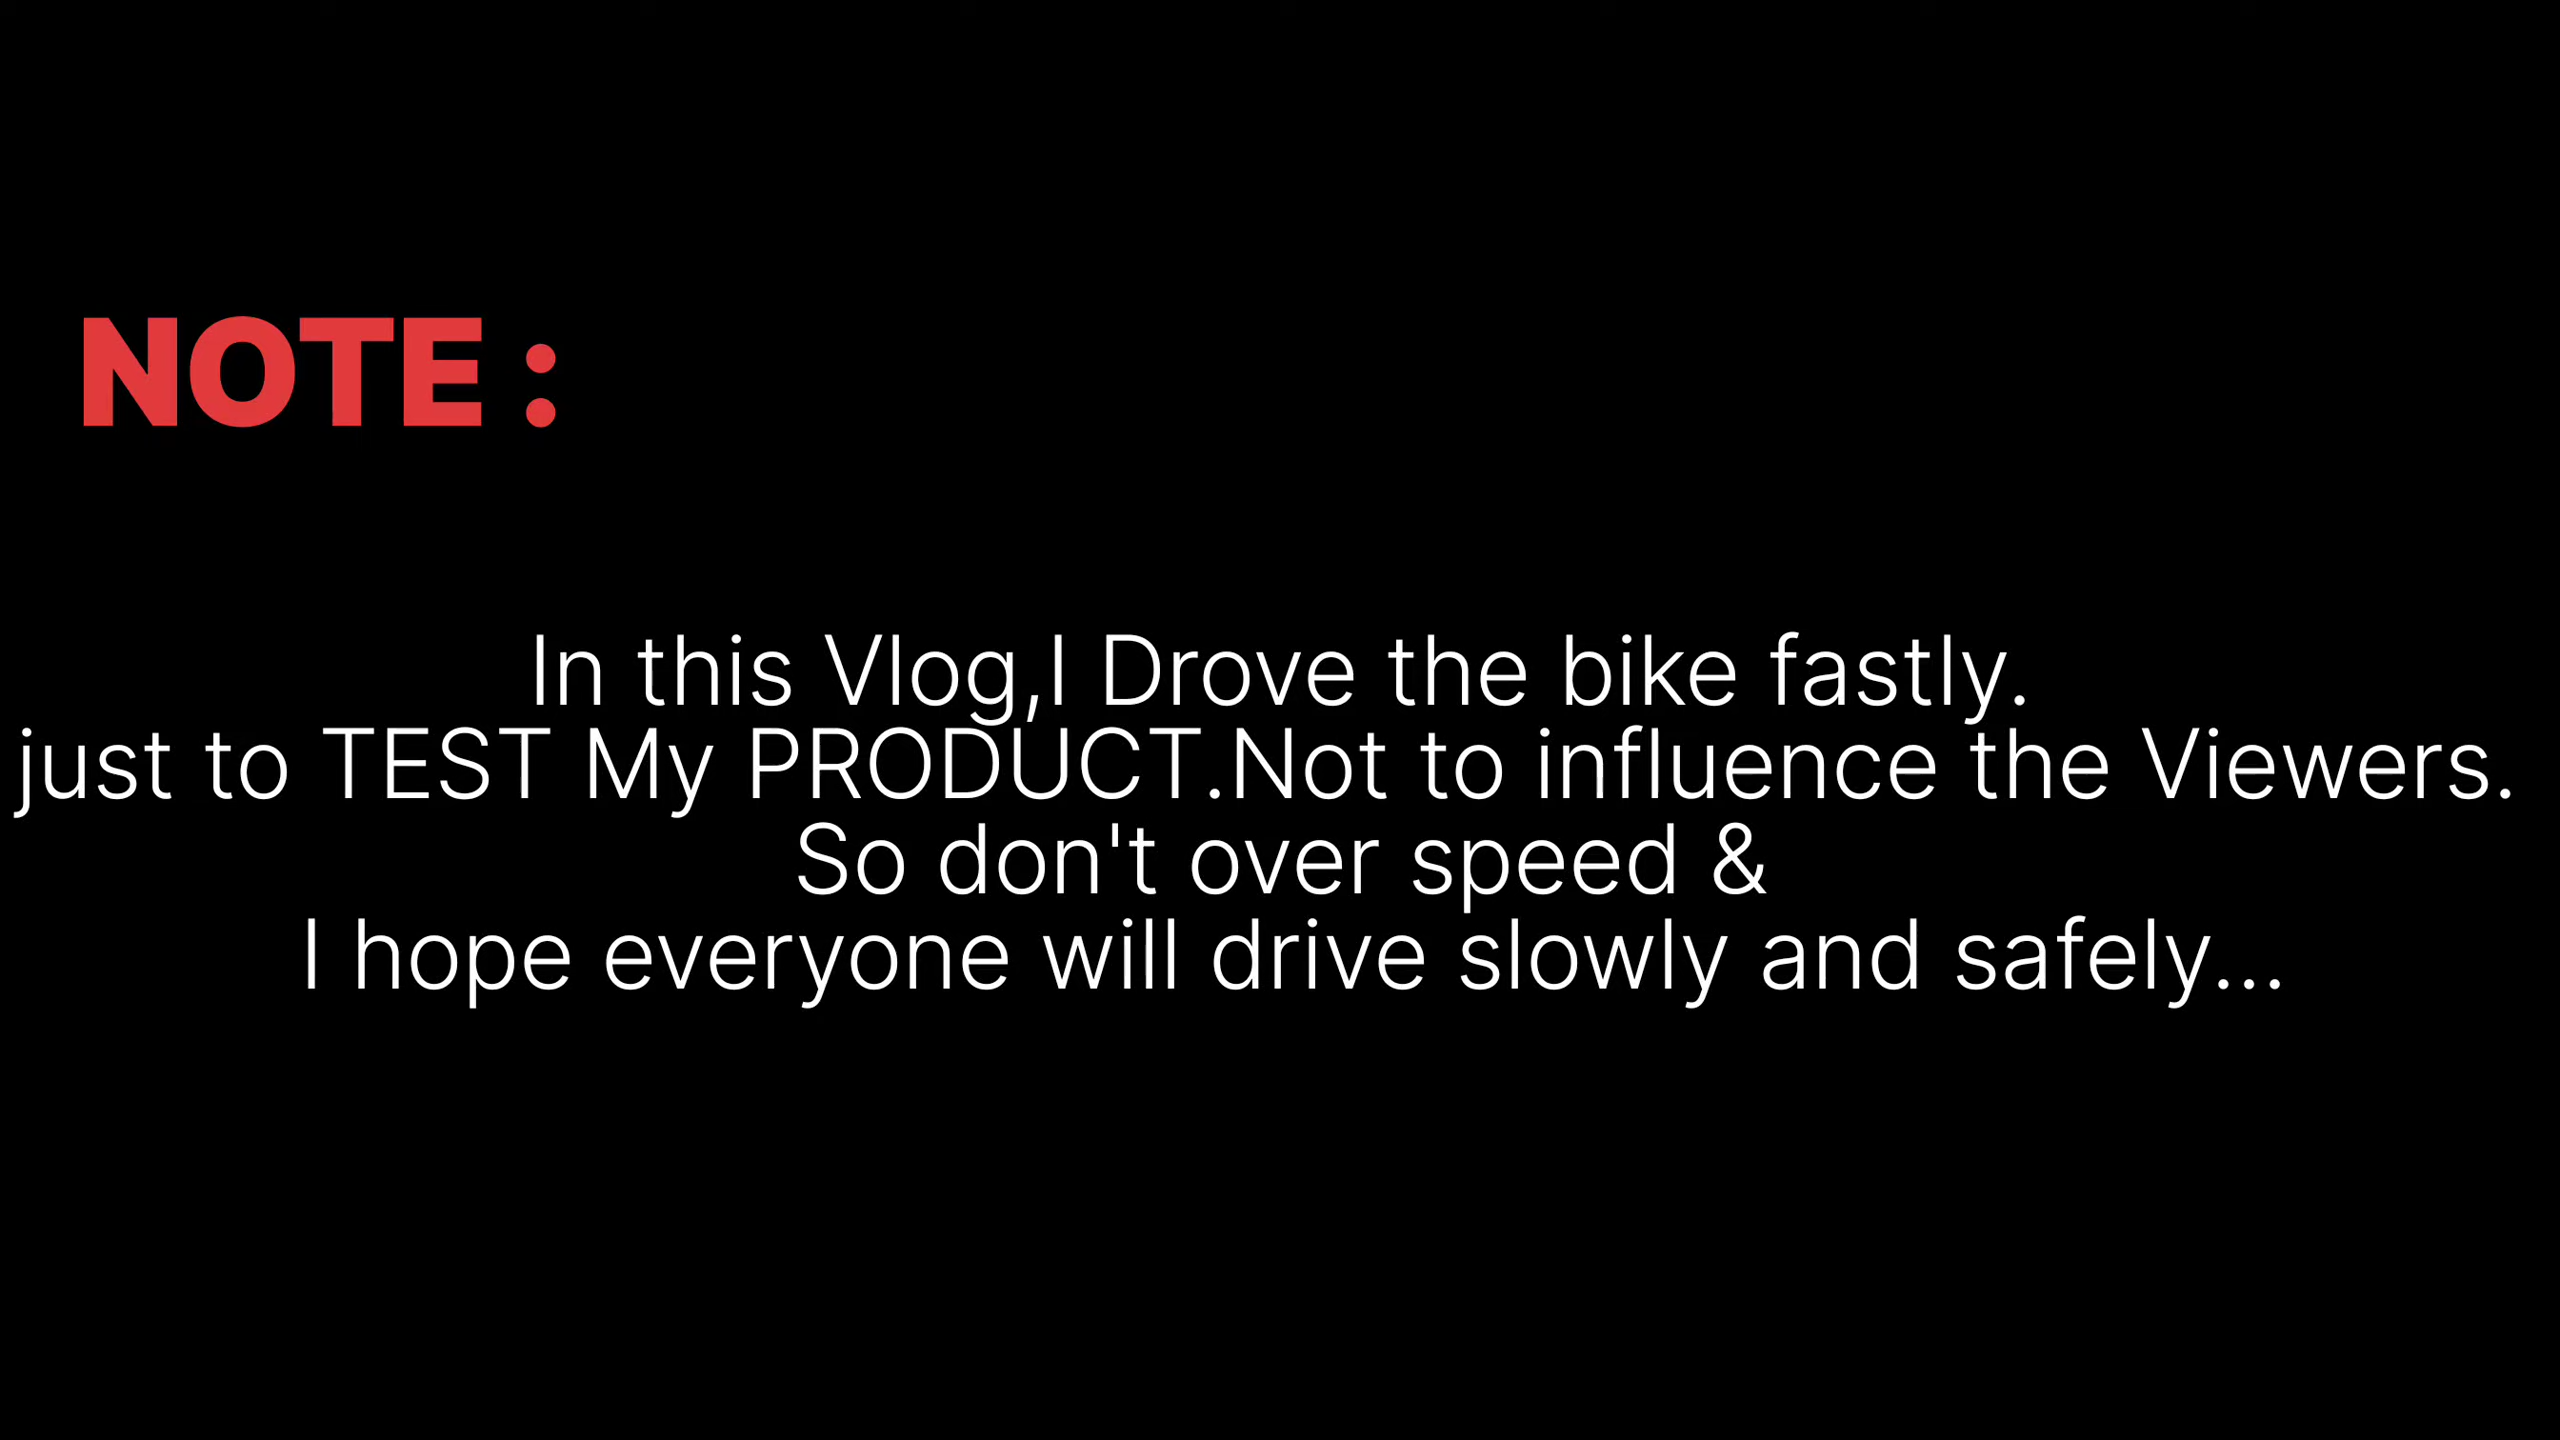 NOTE :
In this Vlog,I Drove the bike fastly.
just to TEST My PRODUCT.Not to influence the Viewers.
So don't over speed &
I hope everyone will drive slowly and safely...